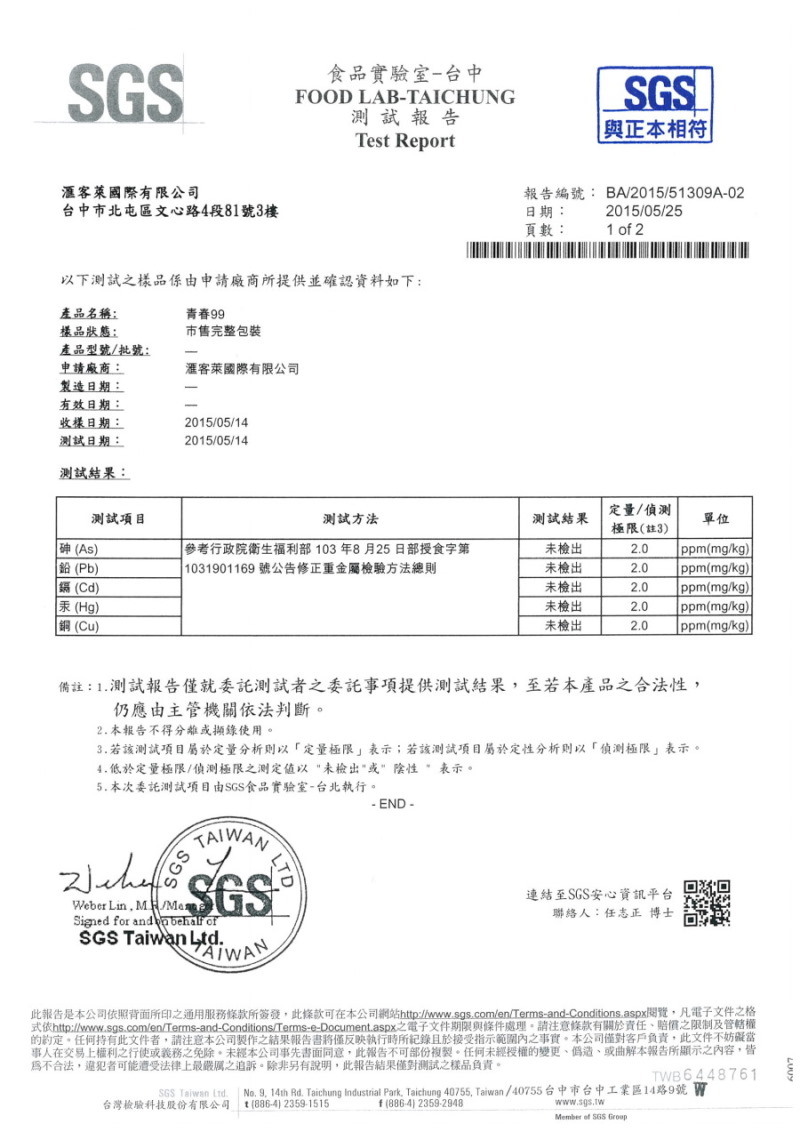 SGS
食品實驗室-台中
FOOD LAB-TAICHUNG
測試報告
Test Report
SGS
與正本相符
滙客萊國際有限公司
台中市北屯區文心路4段81號3樓
報告編號： BA/2015/51309A-02
日期： 2015/05/25
頁數： 1 of 2
以下測試之樣品係由申請廠商所提供並確認資料如下：
產品名稱： 青春99
樣品狀態： 市售完整包裝
產品型號/批號： —
申請廠商： 滙客萊國際有限公司
製造日期： —
有效日期： —
收樣日期： 2015/05/14
測試日期： 2015/05/14
測試結果：
測試項目 測試方法 測試結果 定量/偵測極限(註3) 單位
砷 (As) 參考行政院衛生福利部 103 年8 月25 日部授食字第 未檢出 2.0 ppm(mg/kg)
鉛 (Pb) 1031901169 號公告修正重金屬檢驗方法總則 未檢出 2.0 ppm(mg/kg)
鎘 (Cd) 未檢出 2.0 ppm(mg/kg)
汞 (Hg) 未檢出 2.0 ppm(mg/kg)
銅 (Cu) 未檢出 2.0 ppm(mg/kg)
備註：1.測試報告僅就委託測試者之委託事項提供測試結果，至若本產品之合法性，
仍應由主管機關依法判斷。
2.本報告不得分離或擷錄使用。
3.若該測試項目屬於定量分析則以「定量極限」表示；若該測試項目屬於定性分析則以「偵測極限」表示。
4.低於定量極限/偵測極限之測定值以 "未檢出"或" 陰性 " 表示。
5.本次委託測試項目由SGS食品實驗室-台北執行。
- END -
SGS TAIWAN LTD
SGS
TAIWAN
Weber Lin, M.R./Manager
Signed for and on behalf of
SGS Taiwan Ltd.
連結至SGS安心資訊平台
聯絡人：任志正 博士
此報告是本公司依照背面所印之通用服務條款所簽發，此條款可在本公司網站http://www.sgs.com/en/Terms-and-Conditions.aspx閱覽，凡電子文件之格
式依http://www.sgs.com/en/Terms-and-Conditions/Terms-e-Document.aspx之電子文件期限與條件處理。請注意條款有關於責任、賠償之限制及管轄權
的約定。任何持有此文件者，請注意本公司製作之結果報告書將僅反映執行時所紀錄且於接受指示範圍內之事實。本公司僅對客戶負責，此文件不妨礙當
事人在交易上權利之行使或義務之免除。未經本公司事先書面同意，此報告不可部份複製。任何未經授權的變更、偽造、或曲解本報告所顯示之內容，皆
為不合法，違犯者可能遭受法律上最嚴厲之追訴。除非另有說明，此報告結果僅對測試之樣品負責。
TWB6448761
SGS Taiwan Ltd.
台灣檢驗科技股份有限公司
No. 9, 14th Rd. Taichung Industrial Park, Taichung 40755, Taiwan /40755台中市台中工業區14路9號
t (886-4) 2359-1515 f (886-4) 2359-2948 www.sgs.tw
Member of SGS Group